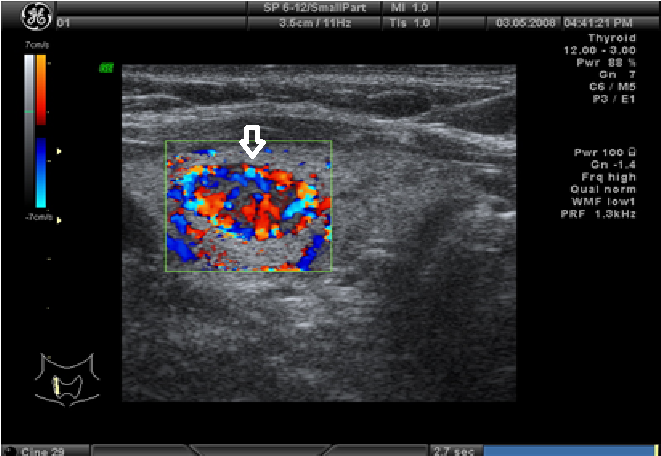 SP 6-12/SmallPart MI 1.0
01 3.5cm / 11Hz TIs 1.0 03.05.2008 04:41:21 PM
Thyroid
12.00 - 3.00
Pwr 88 %
Gn 7
C6 / M5
P3 / E1
7cm/s
-7cm/s
Pwr 100
Gn -1.4
Frq high
Qual norm
WMF low1
PRF 1.3kHz
Cine 29 2.7 sec